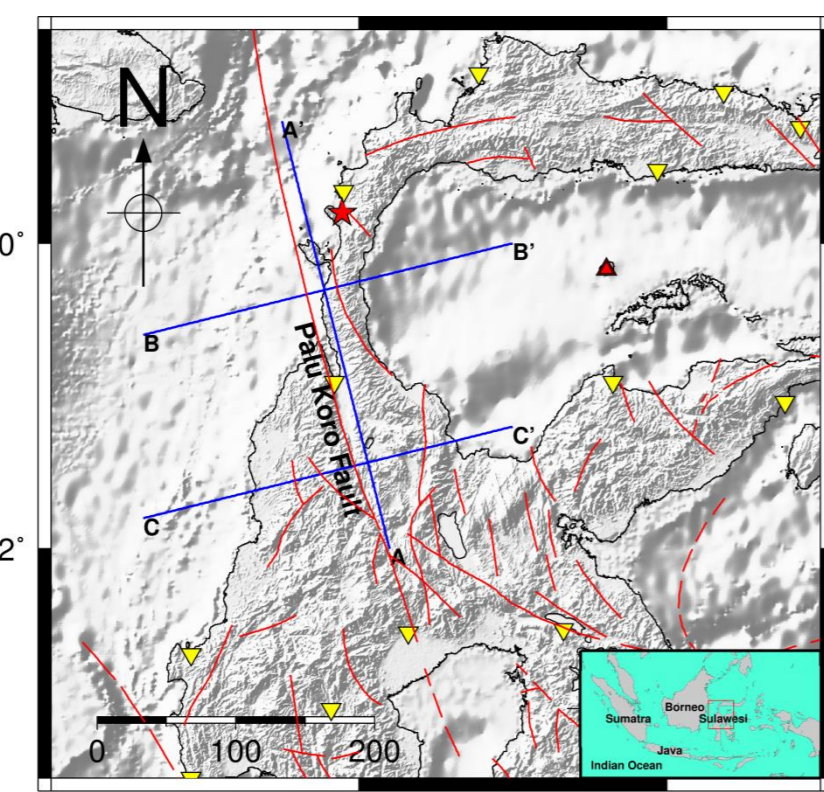 N
A'
0°
B'
B
Palu Koro Fault
C'
C
2°
A
0
100
200
Borneo
Sumatra
Sulawesi
Java
Indian Ocean